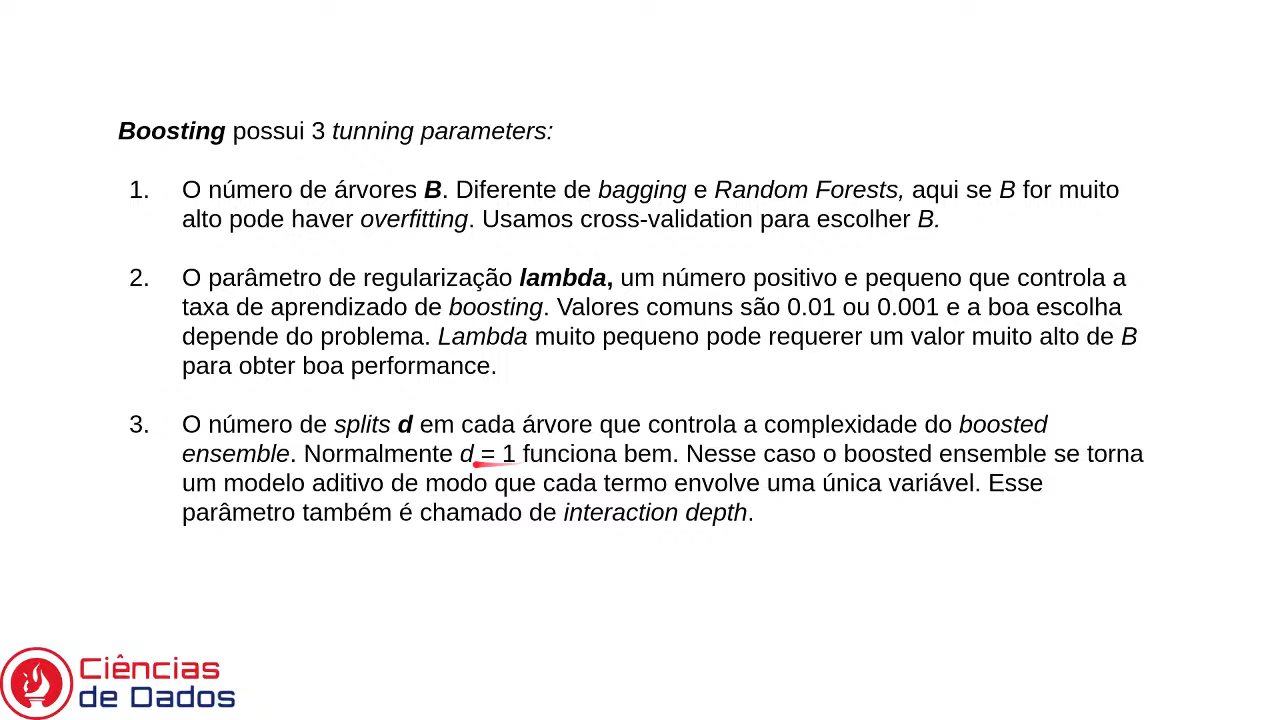 Boosting possui 3 tunning parameters:
1. O número de árvores B. Diferente de bagging e Random Forests, aqui se B for muito
alto pode haver overfitting. Usamos cross-validation para escolher B.
2. O parâmetro de regularização lambda, um número positivo e pequeno que controla a
taxa de aprendizado de boosting. Valores comuns são 0.01 ou 0.001 e a boa escolha
depende do problema. Lambda muito pequeno pode requerer um valor muito alto de B
para obter boa performance.
3. O número de splits d em cada árvore que controla a complexidade do boosted
ensemble. Normalmente d = 1 funciona bem. Nesse caso o boosted ensemble se torna
um modelo aditivo de modo que cada termo envolve uma única variável. Esse
parâmetro também é chamado de interaction depth.
Ciências
de Dados